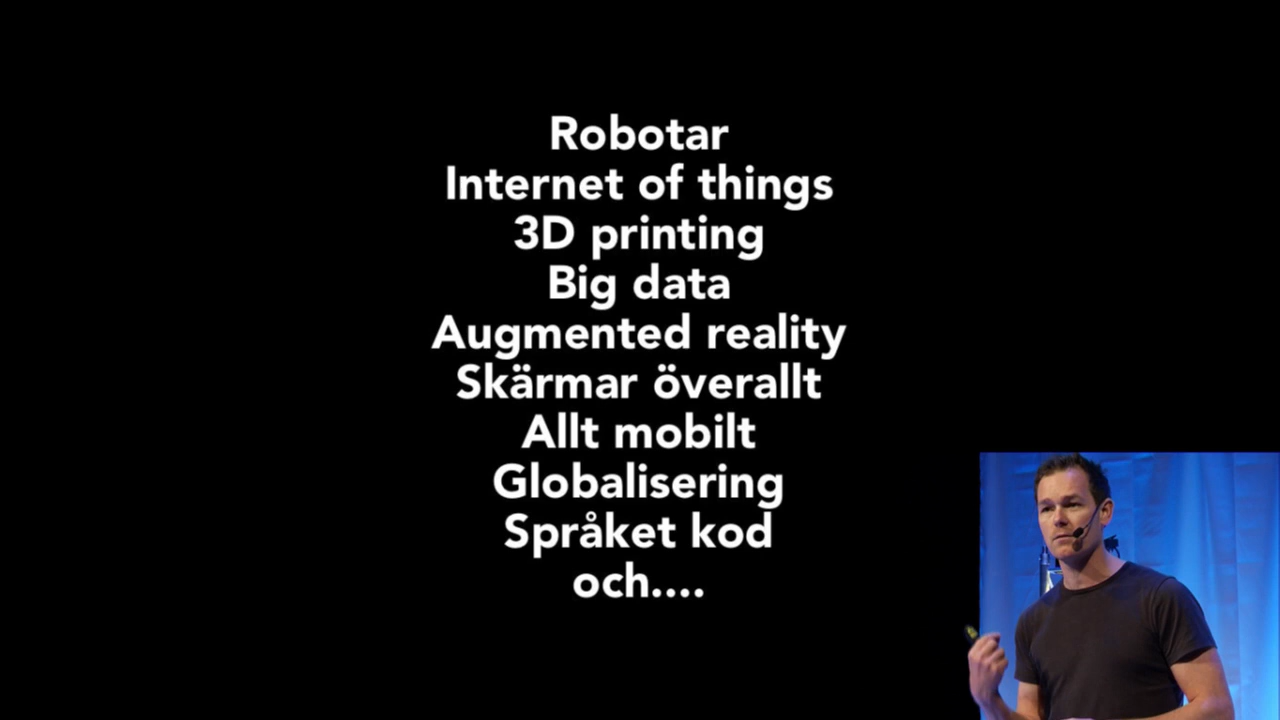 Robotar
Internet of things
3D printing
Big data
Augmented reality
Skärmar överallt
Allt mobilt
Globalisering
Språket kod
och....